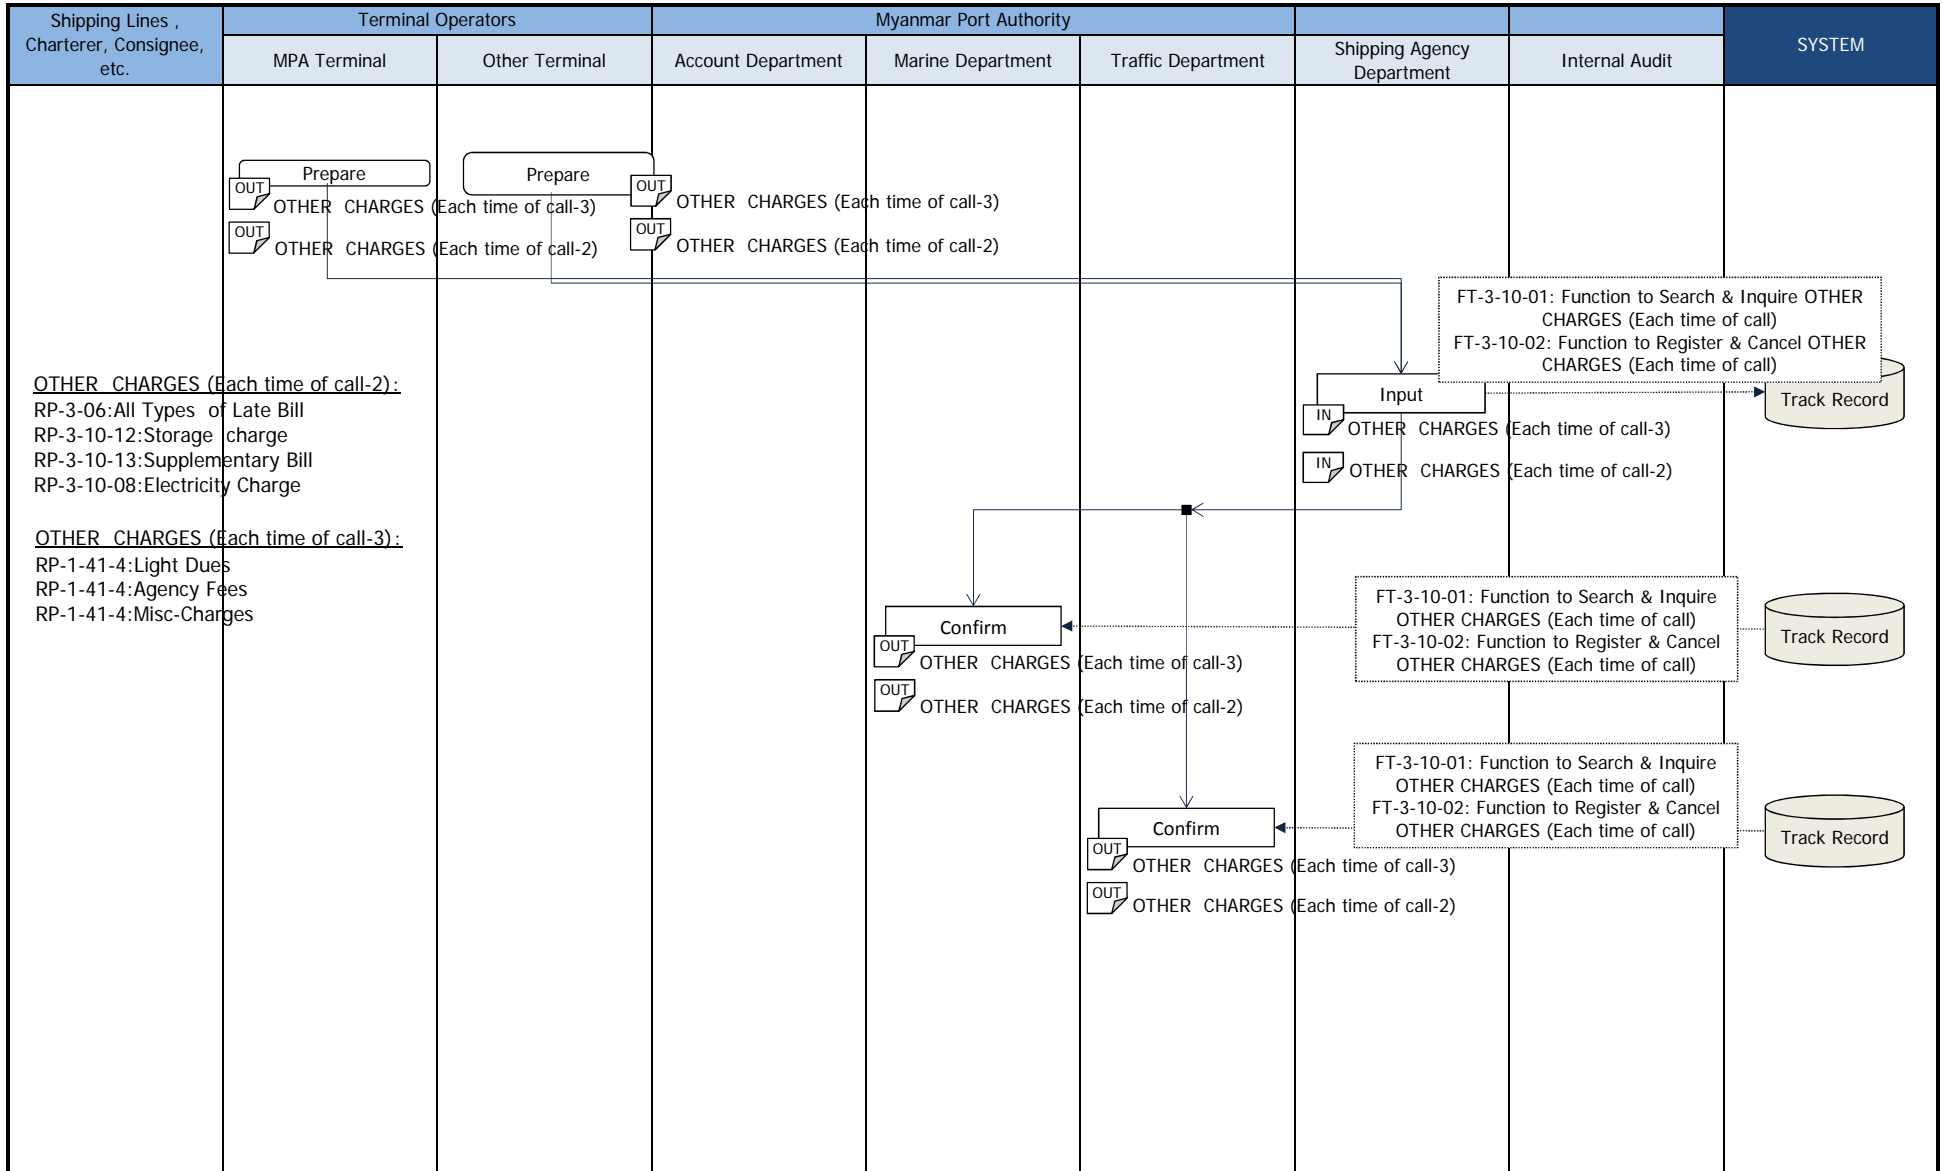 Shipping Lines ,
Charterer, Consignee,
etc.
Terminal Operators
Myanmar Port Authority
SYSTEM
MPA Terminal
Other Terminal
Account Department
Marine Department
Traffic Department
Shipping Agency
Department
Internal Audit
Prepare
OUT
OTHER CHARGES (Each time of call-3)
OUT
OTHER CHARGES (Each time of call-2)
Prepare
OUT
OTHER CHARGES (Each time of call-3)
OUT
OTHER CHARGES (Each time of call-2)
FT-3-10-01: Function to Search & Inquire OTHER
CHARGES (Each time of call)
FT-3-10-02: Function to Register & Cancel OTHER
CHARGES (Each time of call)
Input
Track Record
IN
OTHER CHARGES (Each time of call-3)
IN
OTHER CHARGES (Each time of call-2)
OTHER CHARGES (Each time of call-2):
RP-3-06:All Types of Late Bill
RP-3-10-12:Storage charge
RP-3-10-13:Supplementary Bill
RP-3-10-08:Electricity Charge
OTHER CHARGES (Each time of call-3):
RP-1-41-4:Light Dues
RP-1-41-4:Agency Fees
RP-1-41-4:Misc-Charges
Confirm
OUT
OTHER CHARGES (Each time of call-3)
OUT
OTHER CHARGES (Each time of call-2)
FT-3-10-01: Function to Search & Inquire
OTHER CHARGES (Each time of call)
FT-3-10-02: Function to Register & Cancel
OTHER CHARGES (Each time of call)
Track Record
Confirm
OUT
OTHER CHARGES (Each time of call-3)
OUT
OTHER CHARGES (Each time of call-2)
FT-3-10-01: Function to Search & Inquire
OTHER CHARGES (Each time of call)
FT-3-10-02: Function to Register & Cancel
OTHER CHARGES (Each time of call)
Track Record